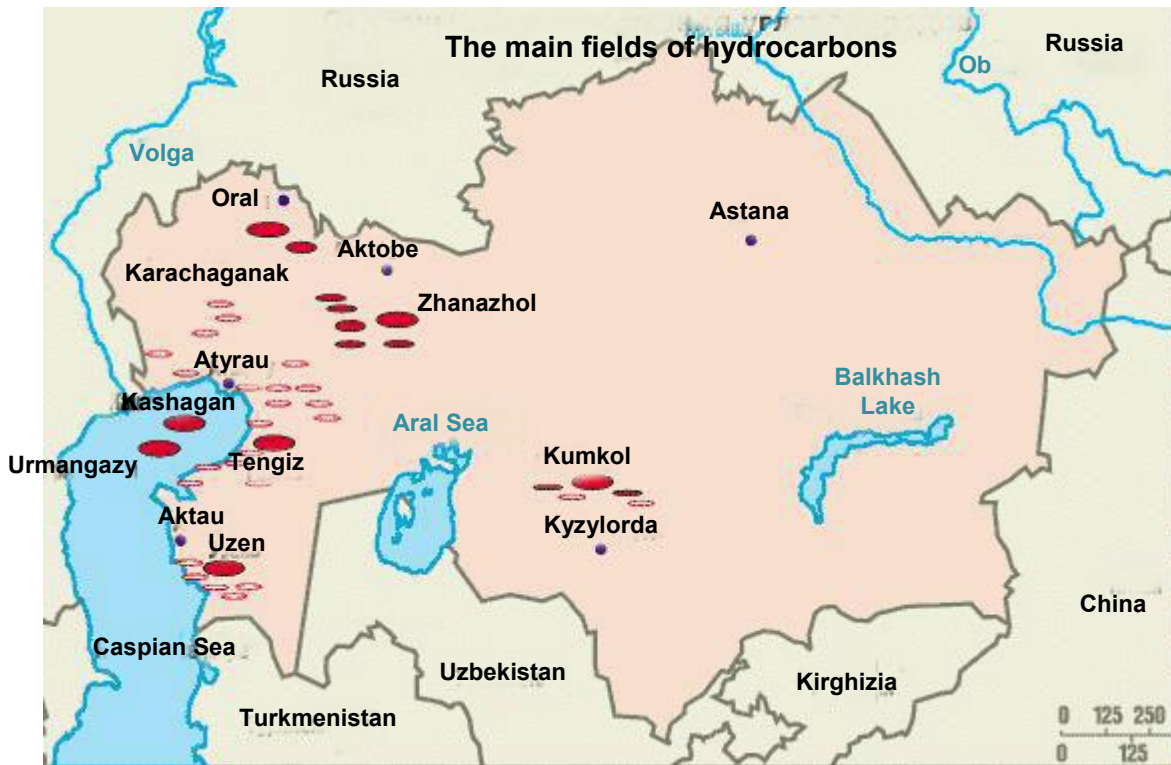 The main fields of hydrocarbons
Russia
Russia
Ob
Volga
Oral
Astana
Aktobe
Karachaganak
Zhanazhol
Atyrau
Kashagan
Balkhash
Lake
Aral Sea
Urmangazy
Tengiz
Kumkol
Aktau
Kyzylorda
Uzen
China
Caspian Sea
Uzbekistan
Kirghizia
Turkmenistan
0 125 250
0 125